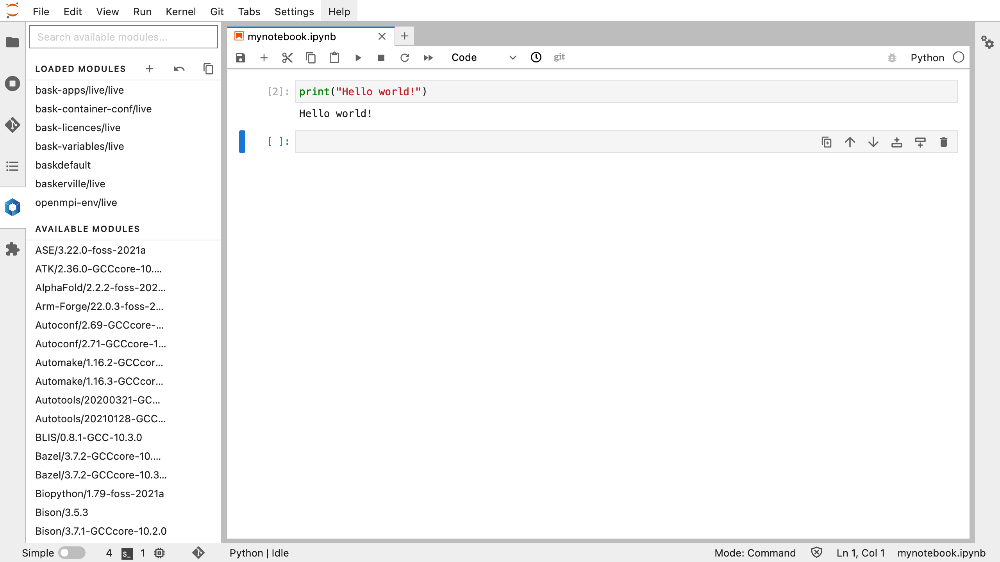 File Edit View Run Kernel Git Tabs Settings Help
Search available modules...
LOADED MODULES
bask-apps/live/live
bask-container-conf/live
bask-licences/live
bask-variables/live
baskdefault
baskerville/live
openmpi-env/live
AVAILABLE MODULES
ASE/3.22.0-foss-2021a
ATK/2.36.0-GCCcore-10....
AlphaFold/2.2.2-foss-202...
Arm-Forge/22.0.3-foss-2...
Autoconf/2.69-GCCcore-...
Autoconf/2.71-GCCcore-1...
Automake/1.16.2-GCCcor...
Automake/1.16.3-GCCcor...
Autotools/20200321-GC...
Autotools/20210128-GCC...
BLIS/0.8.1-GCC-10.3.0
Bazel/3.7.2-GCCcore-10....
Bazel/3.7.2-GCCcore-10.3...
Biopython/1.79-foss-2021a
Bison/3.5.3
Bison/3.7.1-GCCcore-10.2.0
mynotebook.ipynb
Code git Python
[2]: print("Hello world!")
Hello world!
[ ]:
Simple 4 $_ 1 Python | Idle Mode: Command Ln 1, Col 1 mynotebook.ipynb